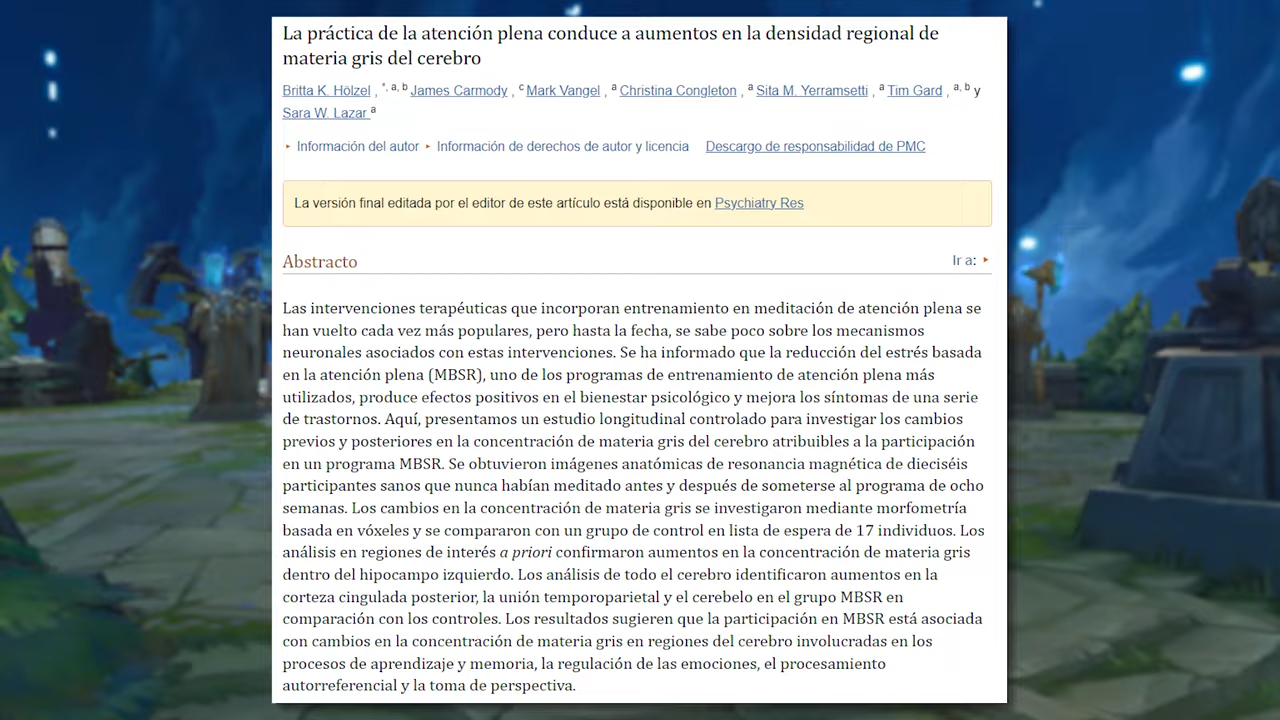 La práctica de la atención plena conduce a aumentos en la densidad regional de
materia gris del cerebro
Britta K. Hölzel , *, a, b James Carmody , c Mark Vangel , a Christina Congleton , a Sita M. Yerramsetti , a Tim Gard , a, b y
Sara W. Lazar a
▸ Información del autor ▸ Información de derechos de autor y licencia Descargo de responsabilidad de PMC
La versión final editada por el editor de este artículo está disponible en Psychiatry Res
Abstracto Ir a: ▸
Las intervenciones terapéuticas que incorporan entrenamiento en meditación de atención plena se
han vuelto cada vez más populares, pero hasta la fecha, se sabe poco sobre los mecanismos
neuronales asociados con estas intervenciones. Se ha informado que la reducción del estrés basada
en la atención plena (MBSR), uno de los programas de entrenamiento de atención plena más
utilizados, produce efectos positivos en el bienestar psicológico y mejora los síntomas de una serie
de trastornos. Aquí, presentamos un estudio longitudinal controlado para investigar los cambios
previos y posteriores en la concentración de materia gris del cerebro atribuibles a la participación
en un programa MBSR. Se obtuvieron imágenes anatómicas de resonancia magnética de dieciséis
participantes sanos que nunca habían meditado antes y después de someterse al programa de ocho
semanas. Los cambios en la concentración de materia gris se investigaron mediante morfometría
basada en vóxeles y se compararon con un grupo de control en lista de espera de 17 individuos. Los
análisis en regiones de interés a priori confirmaron aumentos en la concentración de materia gris
dentro del hipocampo izquierdo. Los análisis de todo el cerebro identificaron aumentos en la
corteza cingulada posterior, la unión temporoparietal y el cerebelo en el grupo MBSR en
comparación con los controles. Los resultados sugieren que la participación en MBSR está asociada
con cambios en la concentración de materia gris en regiones del cerebro involucradas en los
procesos de aprendizaje y memoria, la regulación de las emociones, el procesamiento
autorreferencial y la toma de perspectiva.